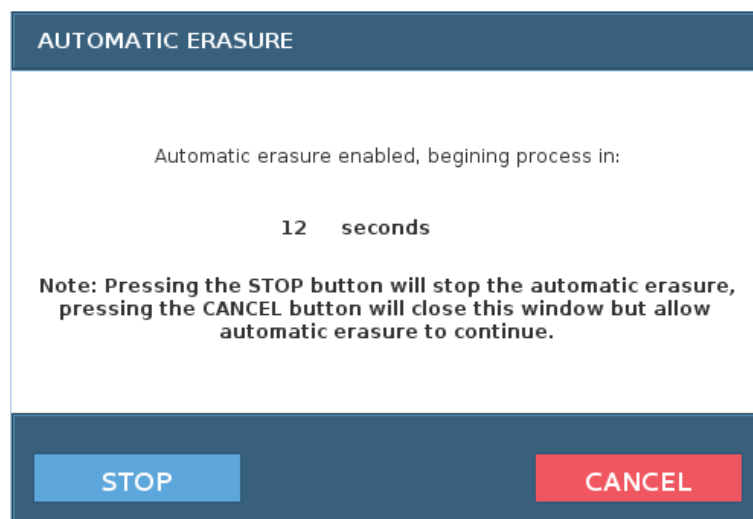 AUTOMATIC ERASURE
Automatic erasure enabled, begining process in:
12 seconds
Note: Pressing the STOP button will stop the automatic erasure,
pressing the CANCEL button will close this window but allow
automatic erasure to continue.
STOP CANCEL